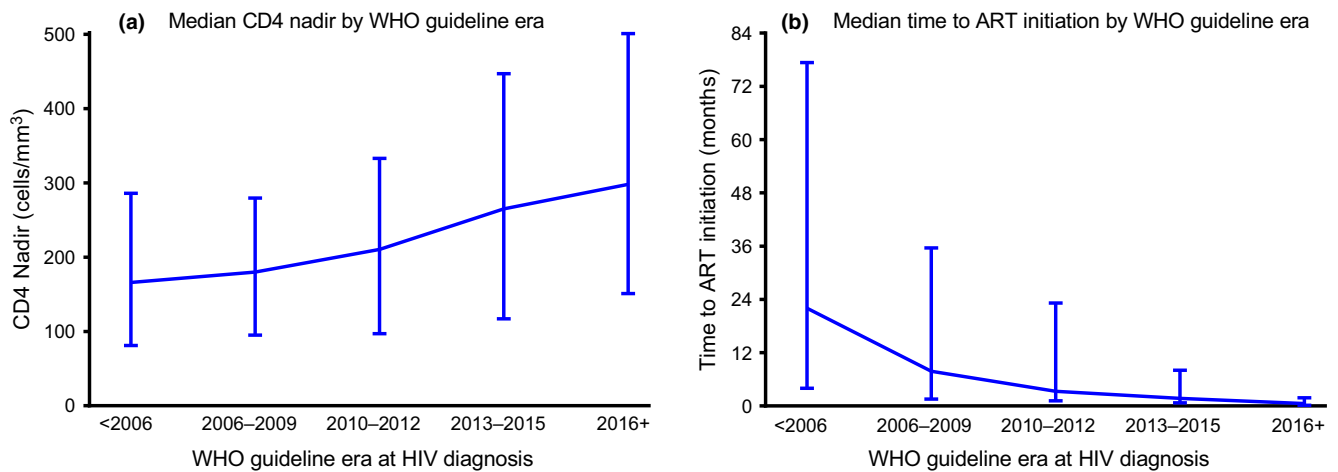 (a) Median CD4 nadir by WHO guideline era
CD4 Nadir (cells/mm³)
500
400
300
200
100
0
<2006 2006–2009 2010–2012 2013–2015 2016+
WHO guideline era at HIV diagnosis
(b) Median time to ART initiation by WHO guideline era
Time to ART initiation (months)
84
72
60
48
36
24
12
0
<2006 2006–2009 2010–2012 2013–2015 2016+
WHO guideline era at HIV diagnosis